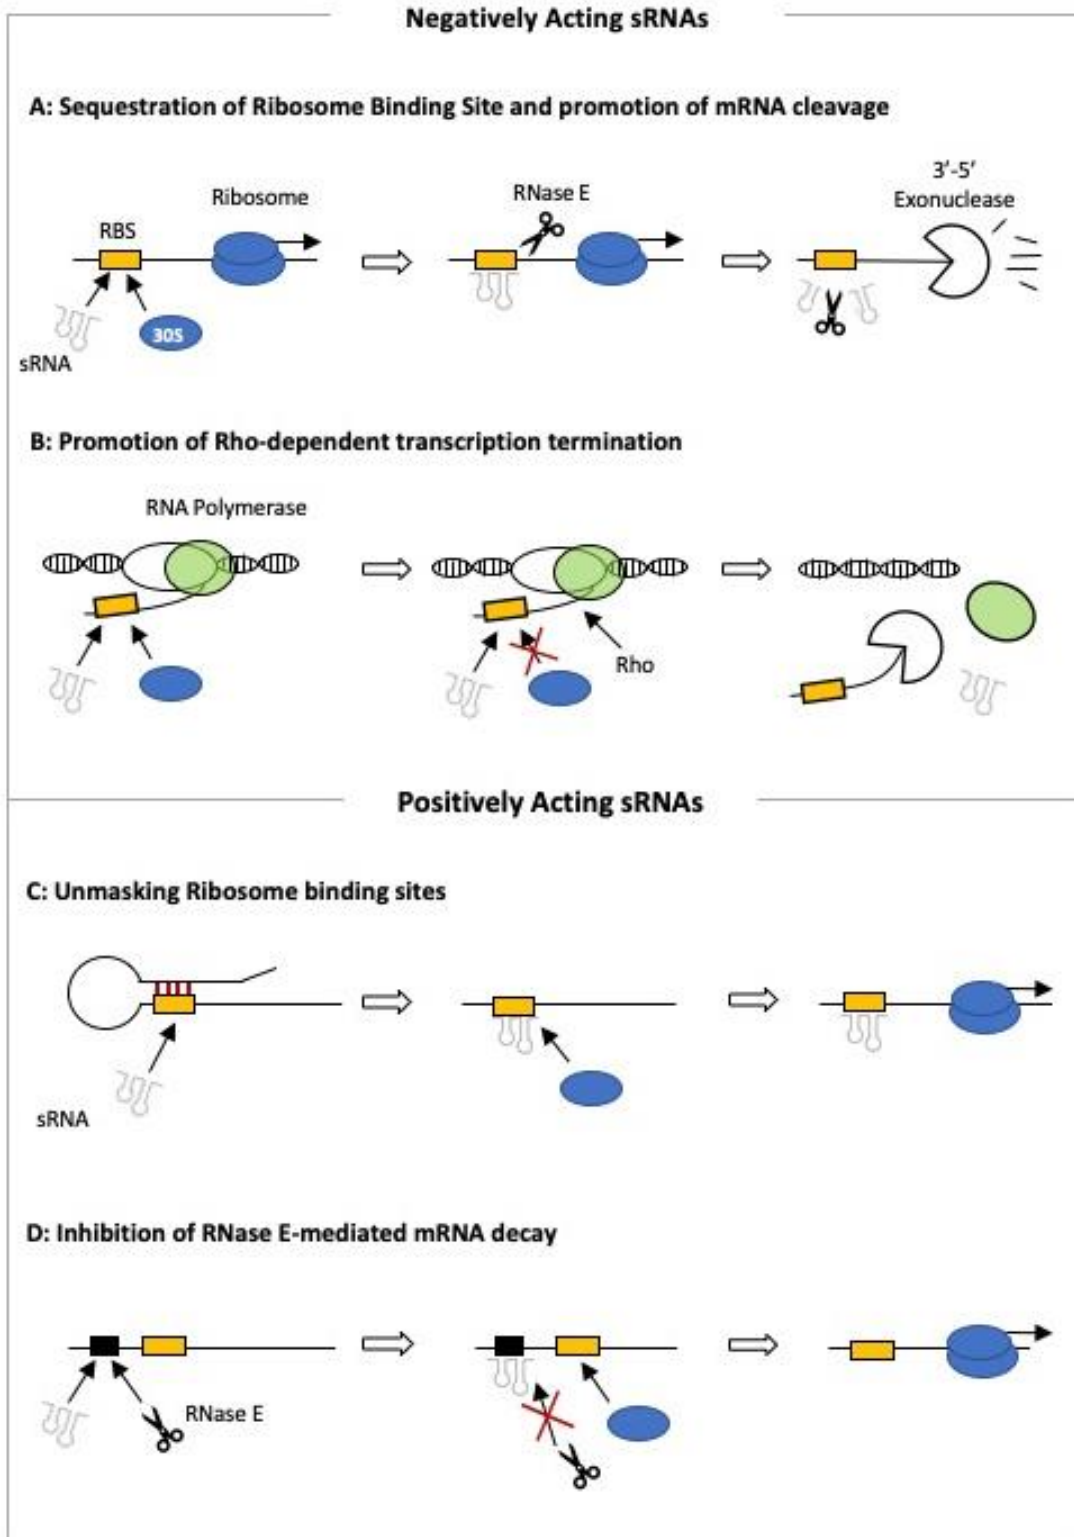 Negatively Acting sRNAs
A: Sequestration of Ribosome Binding Site and promotion of mRNA cleavage
RBS
Ribosome
RNase E
3’-5’
Exonuclease
30S
sRNA
B: Promotion of Rho-dependent transcription termination
RNA Polymerase
Rho
Positively Acting sRNAs
C: Unmasking Ribosome binding sites
sRNA
D: Inhibition of RNase E-mediated mRNA decay
RNase E